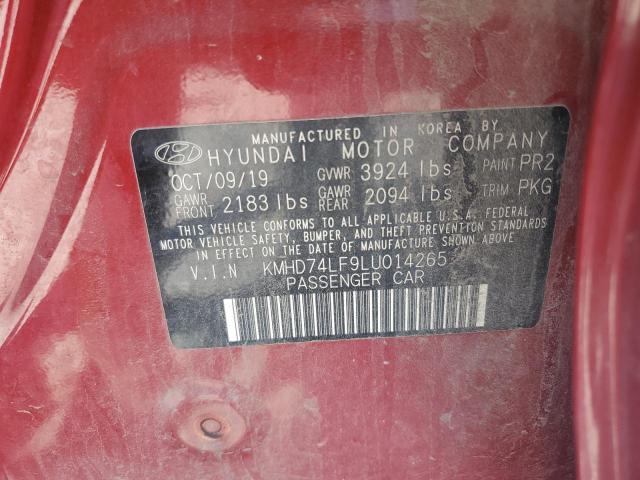 MANUFACTURED IN KOREA BY
HYUNDAI MOTOR COMPANY
OCT/09/19 GVWR 3924 lbs PAINT PR2
GAWR FRONT 2183 lbs GAWR REAR 2094 lbs TRIM PKG
THIS VEHICLE CONFORMS TO ALL APPLICABLE U.S.A. FEDERAL
MOTOR VEHICLE SAFETY, BUMPER, AND THEFT PREVENTION STANDARDS
IN EFFECT ON THE DATE OF MANUFACTURE SHOWN ABOVE.
V.I.N KMHD74LF9LU014265
PASSENGER CAR